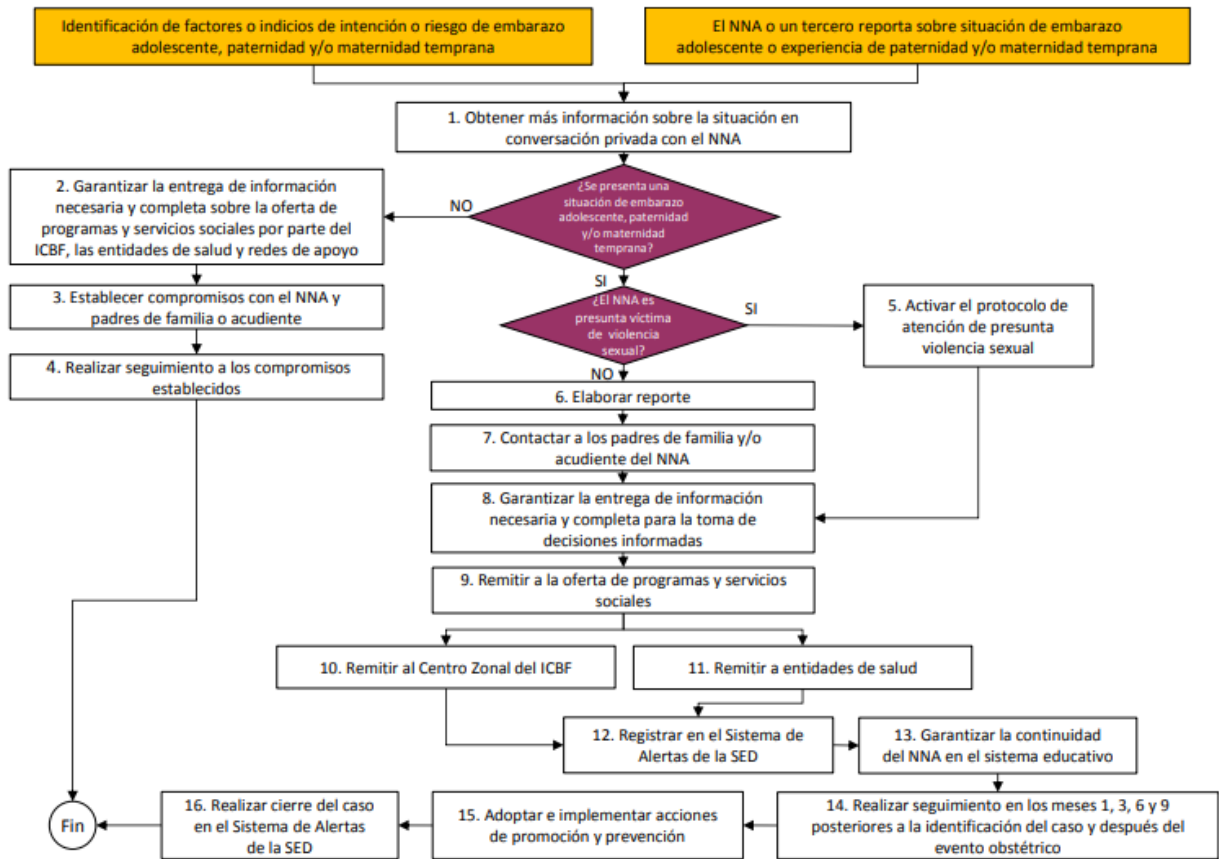 Identificación de factores o indicios de intención o riesgo de embarazo
adolescente, paternidad y/o maternidad temprana
El NNA o un tercero reporta sobre situación de embarazo
adolescente o experiencia de paternidad y/o maternidad temprana
1. Obtener más información sobre la situación en
conversación privada con el NNA
¿Se presenta una
situación de embarazo
adolescente, paternidad
y/o maternidad
temprana?
NO
2. Garantizar la entrega de información
necesaria y completa sobre la oferta de
programas y servicios sociales por parte del
ICBF, las entidades de salud y redes de apoyo
3. Establecer compromisos con el NNA y
padres de familia o acudiente
4. Realizar seguimiento a los compromisos
establecidos
SI
¿El NNA es
presunta víctima
de violencia
sexual?
SI
5. Activar el protocolo de
atención de presunta
violencia sexual
NO
6. Elaborar reporte
7. Contactar a los padres de familia y/o
acudiente del NNA
8. Garantizar la entrega de información
necesaria y completa para la toma de
decisiones informadas
9. Remitir a la oferta de programas y servicios
sociales
10. Remitir al Centro Zonal del ICBF
11. Remitir a entidades de salud
12. Registrar en el Sistema de
Alertas de la SED
13. Garantizar la continuidad
del NNA en el sistema educativo
14. Realizar seguimiento en los meses 1, 3, 6 y 9
posteriores a la identificación del caso y después del
evento obstétrico
15. Adoptar e implementar acciones
de promoción y prevención
16. Realizar cierre del caso
en el Sistema de Alertas
de la SED
Fin